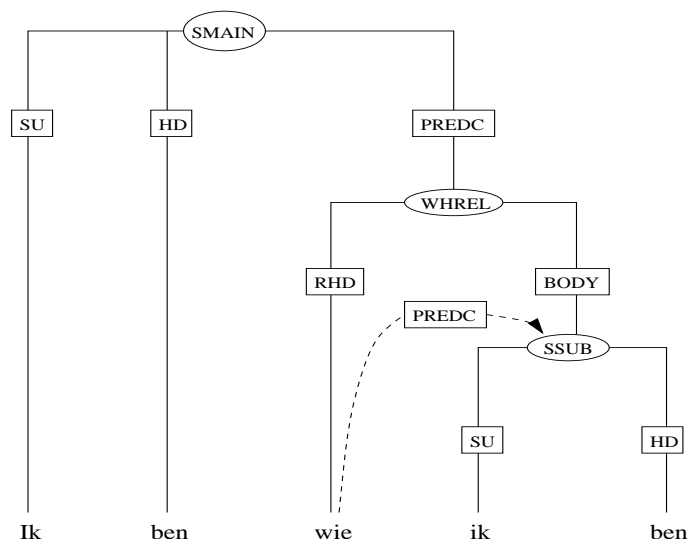 SMAIN
SU HD PREDC
WHREL
RHD BODY
PREDC
SSUB
SU HD
Ik ben wie ik ben